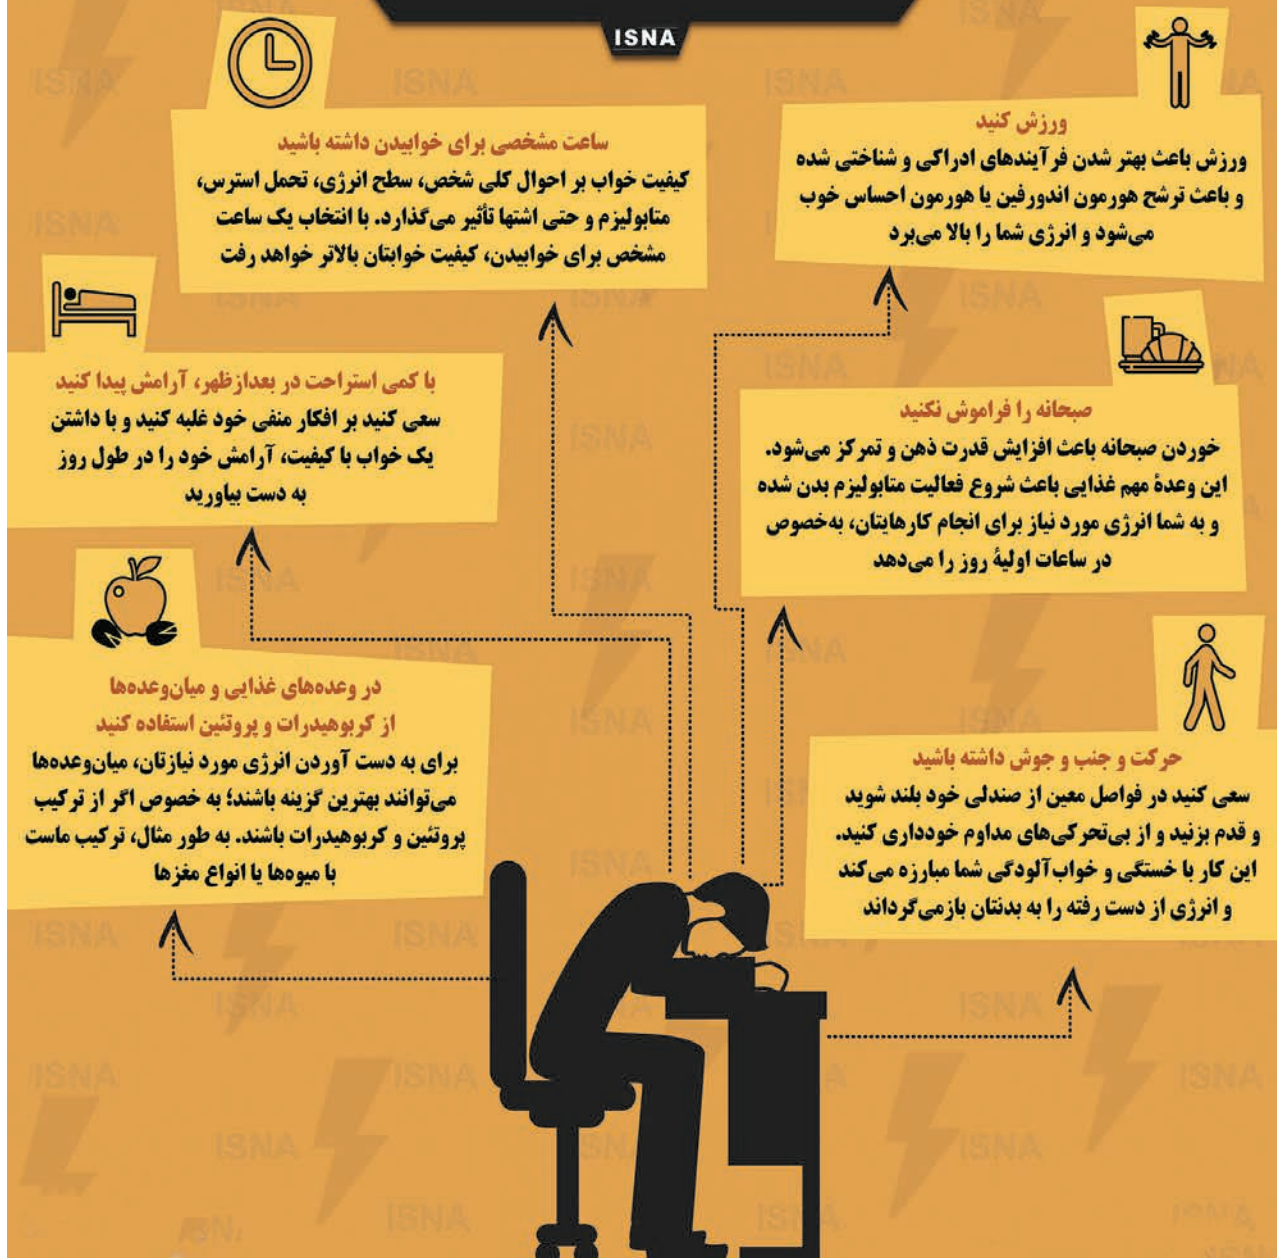 ISNA
ورزش کنید
ورزش باعث بهتر شدن فرآیندهای ادراکی و شناختی شده
و باعث ترشح هورمون اندورفین یا هورمون احساس خوب
می‌شود و انرژی شما را بالا می‌برد
ساعت مشخصی برای خوابیدن داشته باشید
کیفیت خواب بر احوال کلی شخص، سطح انرژی، تحمل استرس،
متابولیزم و حتی اشتها تأثیر می‌گذارد. با انتخاب یک ساعت
مشخص برای خوابیدن، کیفیت خوابتان بالاتر خواهد رفت
صبحانه را فراموش نکنید
خوردن صبحانه باعث افزایش قدرت ذهن و تمرکز می‌شود.
این وعدهٔ مهم غذایی باعث شروع فعالیت متابولیزم بدن شده
و به شما انرژی مورد نیاز برای انجام کارهایتان، به‌خصوص
در ساعات اولیهٔ روز را می‌دهد
با کمی استراحت در بعدازظهر، آرامش پیدا کنید
سعی کنید بر افکار منفی خود غلبه کنید و با داشتن
یک خواب با کیفیت، آرامش خود را در طول روز
به دست بیاورید
حرکت و جنب و جوش داشته باشید
سعی کنید در فواصل معین از صندلی خود بلند شوید
و قدم بزنید و از بی‌تحرکی‌های مداوم خودداری کنید.
این کار با خستگی و خواب‌آلودگی شما مبارزه می‌کند
و انرژی از دست رفته را به بدنتان بازمی‌گرداند
در وعده‌های غذایی و میان‌وعده‌ها
از کربوهیدرات و پروتئین استفاده کنید
برای به دست آوردن انرژی مورد نیازتان، میان‌وعده‌ها
می‌توانند بهترین گزینه باشند؛ به خصوص اگر از ترکیب
پروتئین و کربوهیدرات باشند. به طور مثال، ترکیب ماست
با میوه‌ها یا انواع مغزها